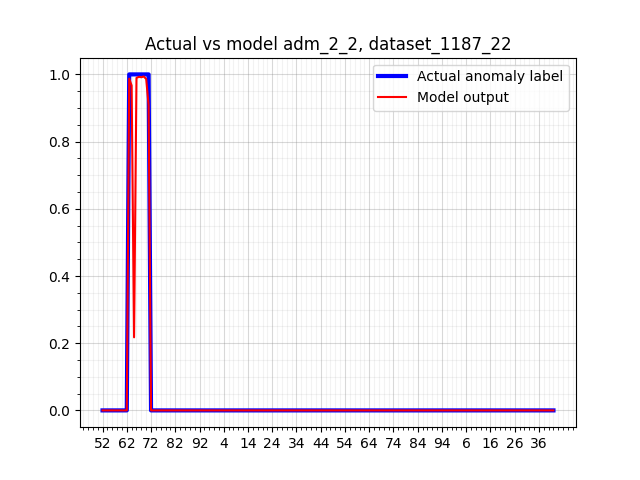 Actual vs model adm_2_2, dataset_1187_22
Actual anomaly label
Model output
1.0
0.8
0.6
0.4
0.2
0.0
52 62 72 82 92 4 14 24 34 44 54 64 74 84 94 6 16 26 36